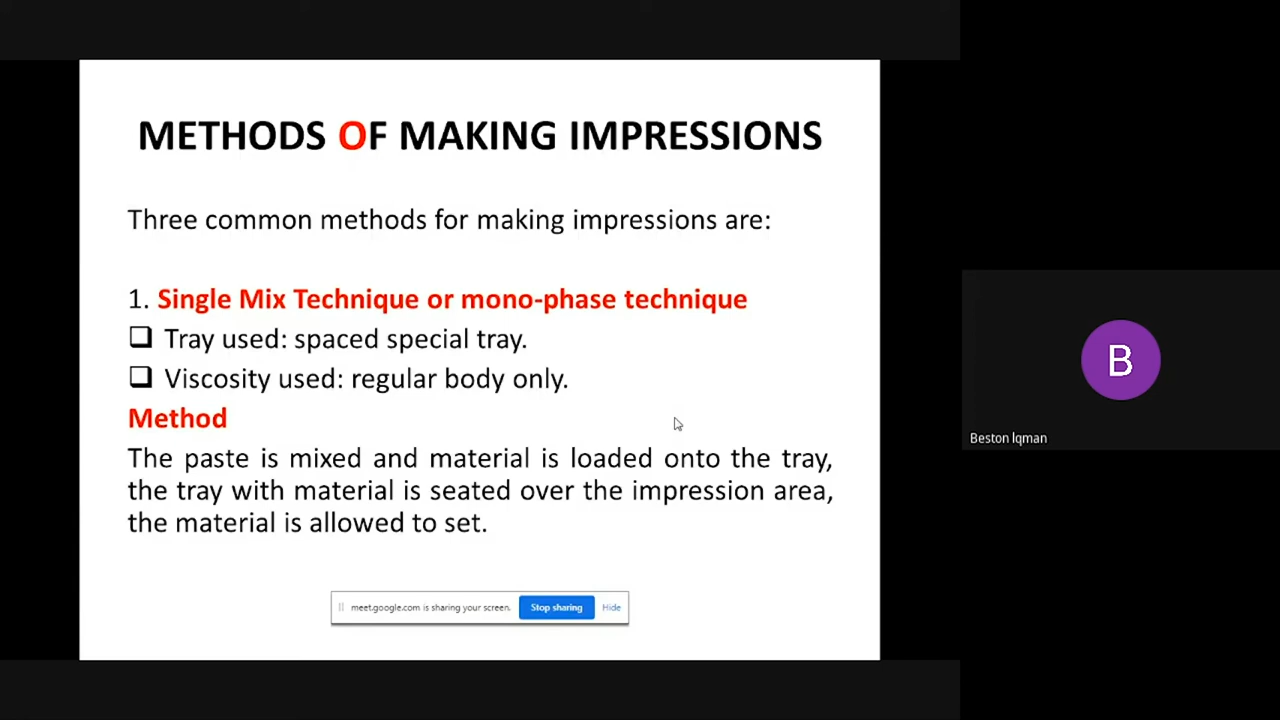 METHODS OF MAKING IMPRESSIONS
Three common methods for making impressions are:
1. Single Mix Technique or mono-phase technique
Tray used: spaced special tray.
Viscosity used: regular body only.
Method
The paste is mixed and material is loaded onto the tray,
the tray with material is seated over the impression area,
the material is allowed to set.
meet.google.com is sharing your screen. Stop sharing Hide
B
Beston lqman